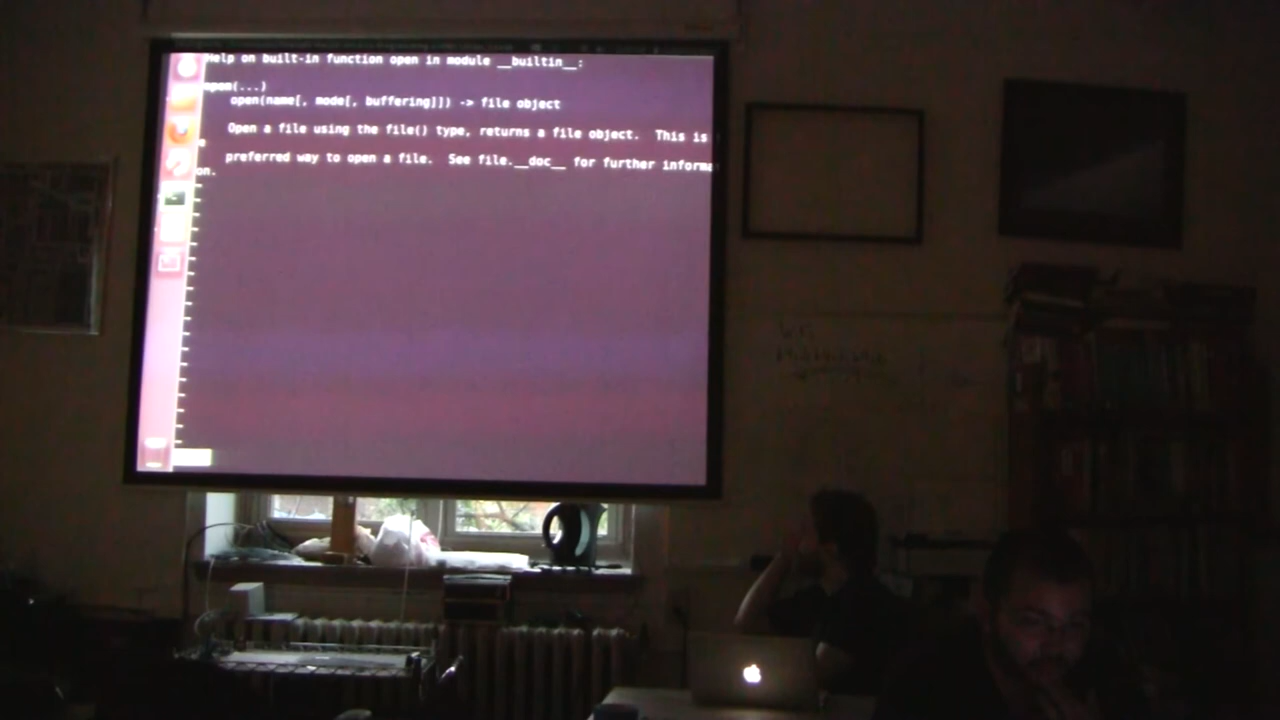 Help on built-in function open in module __builtin__:
open(...)
open(name[, mode[, buffering]]) -> file object
Open a file using the file() type, returns a file object.  This is
e
preferred way to open a file.  See file.__doc__ for further informa
on.